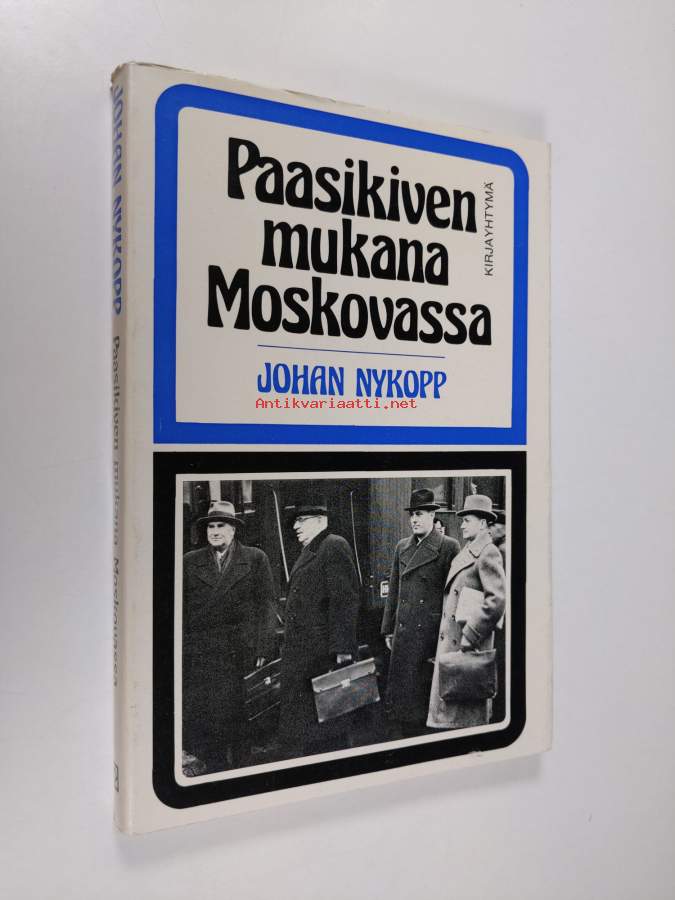 Paasikiven
mukana
Moskovassa
KIRJAYHTYMÄ
JOHAN NYKOPP
Antikvariaatti.net
JOHAN NYKOPP Paasikiven mukana Moskovassa